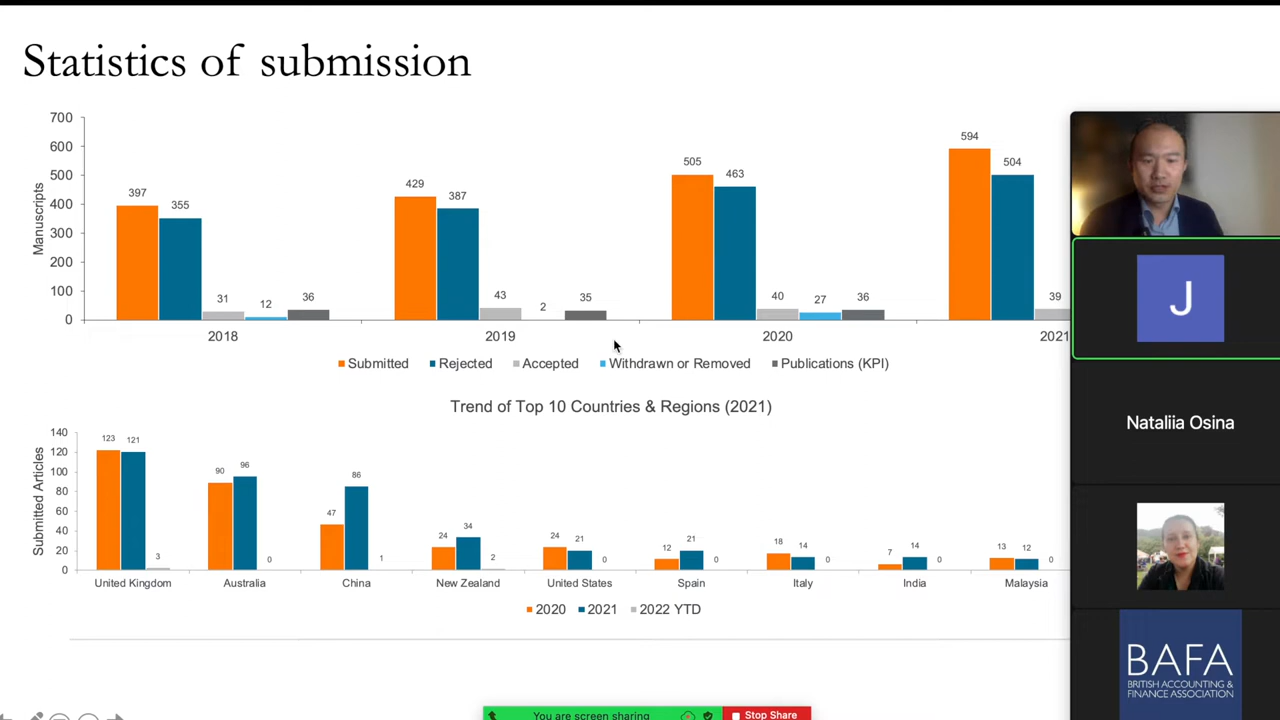 Statistics of submission
700
600
500
400
300
200
100
0
Manuscripts
397
355
31
12
36
429
387
43
2
35
505
463
40
27
36
594
504
39
2018
2019
2020
2021
Submitted
Rejected
Accepted
Withdrawn or Removed
Publications (KPI)
Trend of Top 10 Countries & Regions (2021)
140
120
100
80
60
40
20
0
Submitted Articles
123
121
3
90
96
0
47
86
1
24
34
2
24
21
0
12
21
0
18
14
0
7
14
0
13
12
0
United Kingdom
Australia
China
New Zealand
United States
Spain
Italy
India
Malaysia
2020
2021
2022 YTD
J
Nataliia Osina
BAFA
BRITISH ACCOUNTING &
FINANCE ASSOCIATION
You are screen sharing
Stop Share